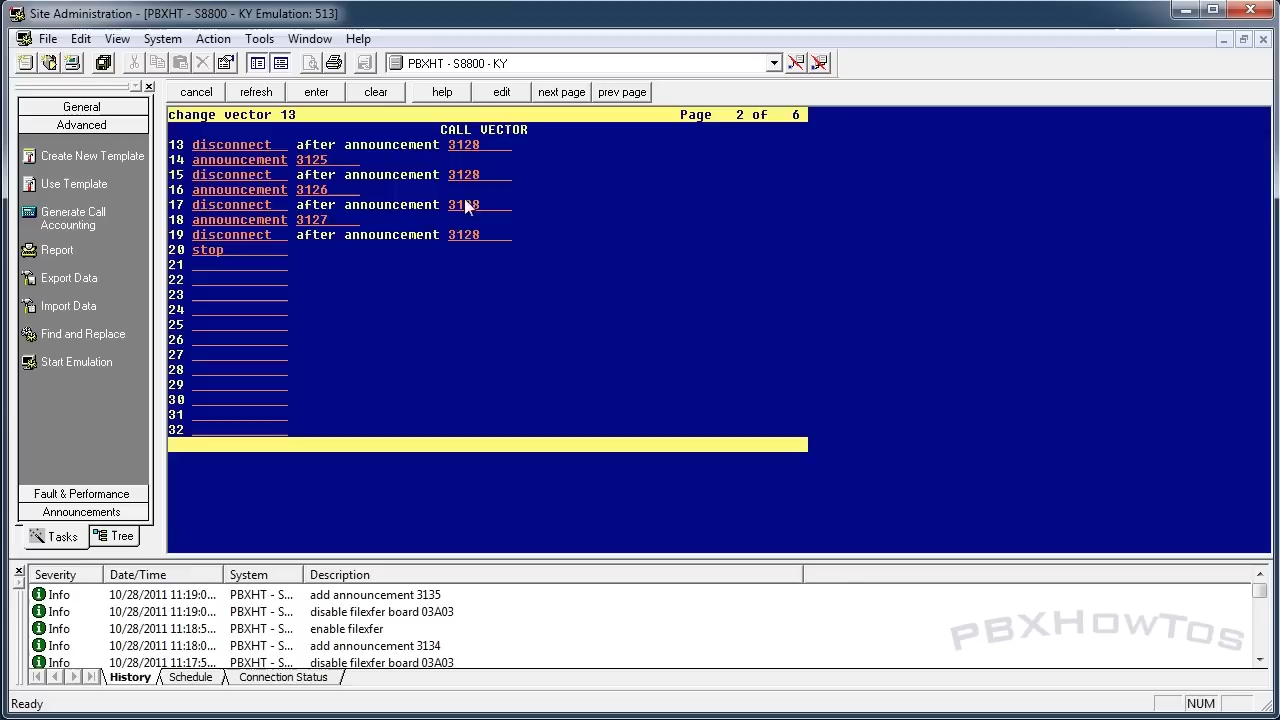 Site Administration - [PBXHT - S8800 - KY Emulation: 513]
File Edit View System Action Tools Window Help
PBXHT - S8800 - KY
cancel refresh enter clear help edit next page prev page
General
Advanced
Create New Template
Use Template
Generate Call
Accounting
Report
Export Data
Import Data
Find and Replace
Start Emulation
Fault & Performance
Announcements
Tasks Tree
change vector 13 Page 2 of 6
CALL VECTOR
13 disconnect after announcement 3128
14 announcement 3125
15 disconnect after announcement 3128
16 announcement 3126
17 disconnect after announcement 3128
18 announcement 3127
19 disconnect after announcement 3128
20 stop
21
22
23
24
25
26
27
28
29
30
31
32
Severity Date/Time System Description
Info 10/28/2011 11:19:0... PBXHT - S... add announcement 3135
Info 10/28/2011 11:19:0... PBXHT - S... disable filexfer board 03A03
Info 10/28/2011 11:18:5... PBXHT - S... enable filexfer
Info 10/28/2011 11:18:0... PBXHT - S... add announcement 3134
Info 10/28/2011 11:17:5... PBXHT - S... disable filexfer board 03A03
PBXHowTos
History Schedule Connection Status
Ready NUM